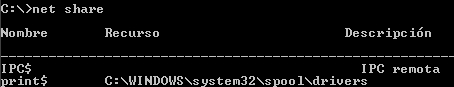 C:\>net share
Nombre Recurso Descripción
IPC$ IPC remota
print$ C:\WINDOWS\system32\spool\drivers